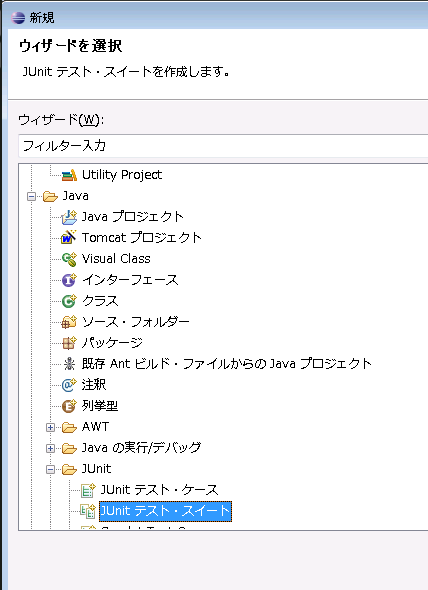 新規
ウィザードを選択
JUnit テスト・スイートを作成します。
ウィザード(W):
フィルター入力
Utility Project
Java
Java プロジェクト
Tomcat プロジェクト
Visual Class
インターフェース
クラス
ソース・フォルダー
パッケージ
既存 Ant ビルド・ファイルからの Java プロジェクト
注釈
列挙型
AWT
Java の実行/デバッグ
JUnit
JUnit テスト・ケース
JUnit テスト・スイート